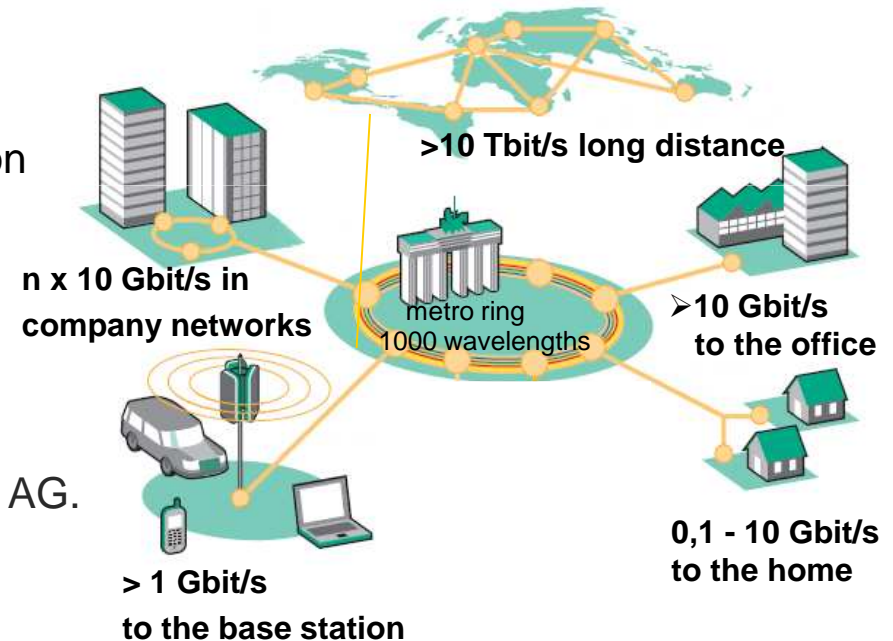 >10 Tbit/s long distance
on
n x 10 Gbit/s in
company networks
metro ring
1000 wavelengths
➢10 Gbit/s
to the office
AG.
0,1 - 10 Gbit/s
to the home
> 1 Gbit/s
to the base station